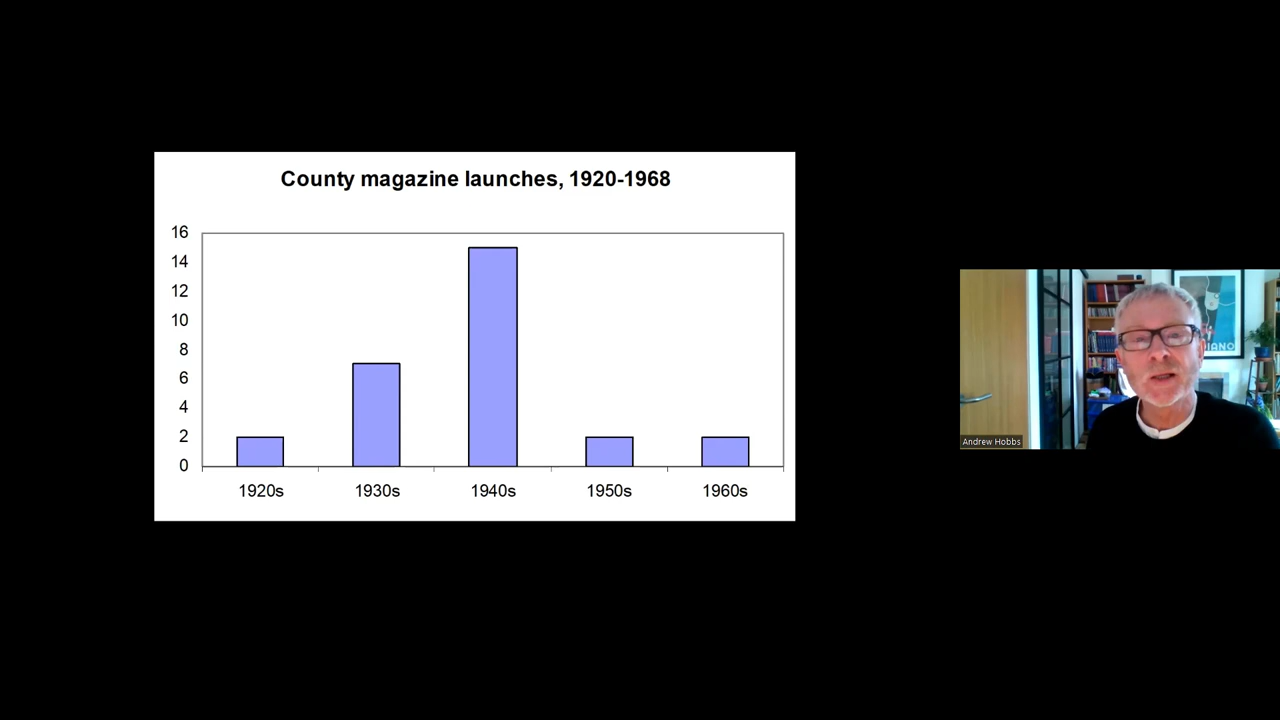 County magazine launches, 1920-1968
16
14
12
10
8
6
4
2
0
1920s 1930s 1940s 1950s 1960s
IANO
Andrew Hobbs